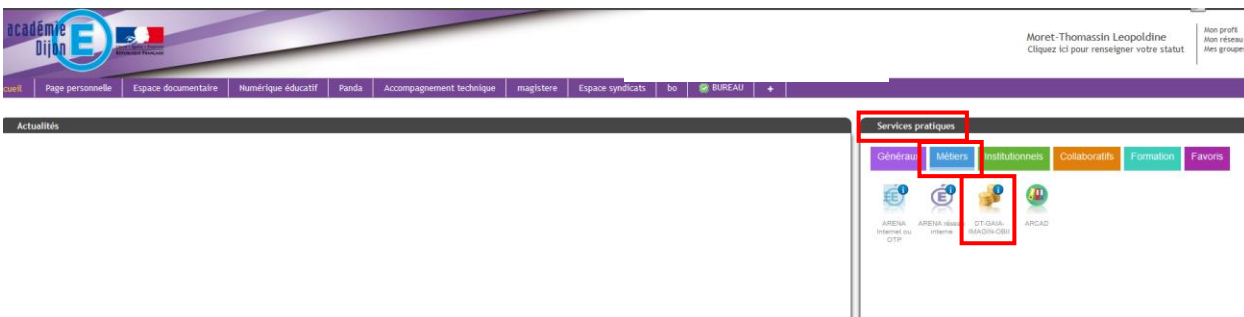 académie
Dijon
Moret-Thomassin Leopoldine
Cliquez ici pour renseigner votre statut
Mon profil
Mon réseau
Mes groupes
cueil Page personnelle Espace documentaire Numérique éducatif Panda Accompagnement technique magistere Espace syndicats bo BUREAU +
Actualités
Services pratiques
Généraux Métiers Institutionnels Collaboratifs Formation Favoris
ARENA
Internet ou
OTP
ARENA réseau
interne
DT-GAIA-
IMAGIN-OBII
ARCAD